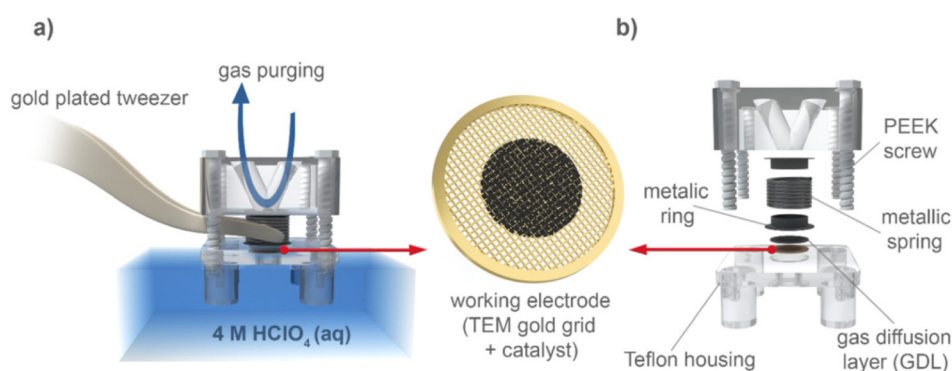 a)
gas purging
gold plated tweezer
4 M HClO₄ (aq)
working electrode
(TEM gold grid
+ catalyst)
b)
PEEK
screw
metalic
ring
metallic
spring
Teflon housing
gas diffusion
layer (GDL)